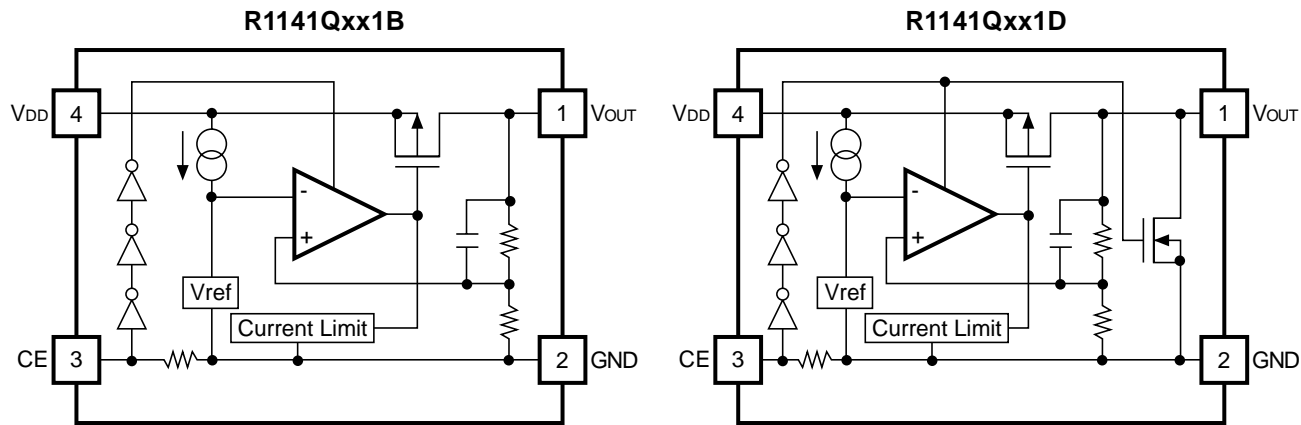 R1141Qxx1B
VDD 4
1 VOUT
-
+
Vref
Current Limit
CE 3
2 GND
R1141Qxx1D
VDD 4
1 VOUT
-
+
Vref
Current Limit
CE 3
2 GND